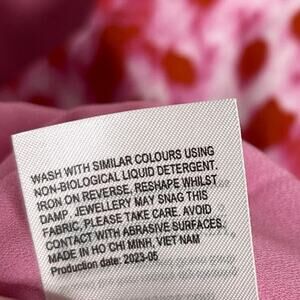 WASH WITH SIMILAR COLOURS USING
NON-BIOLOGICAL LIQUID DETERGENT.
IRON ON REVERSE, RESHAPE WHILST
DAMP. JEWELLERY MAY SNAG THIS
FABRIC, PLEASE TAKE CARE. AVOID
CONTACT WITH ABRASIVE SURFACES.
MADE IN HO CHI MINH, VIET NAM
Production date: 2023-05